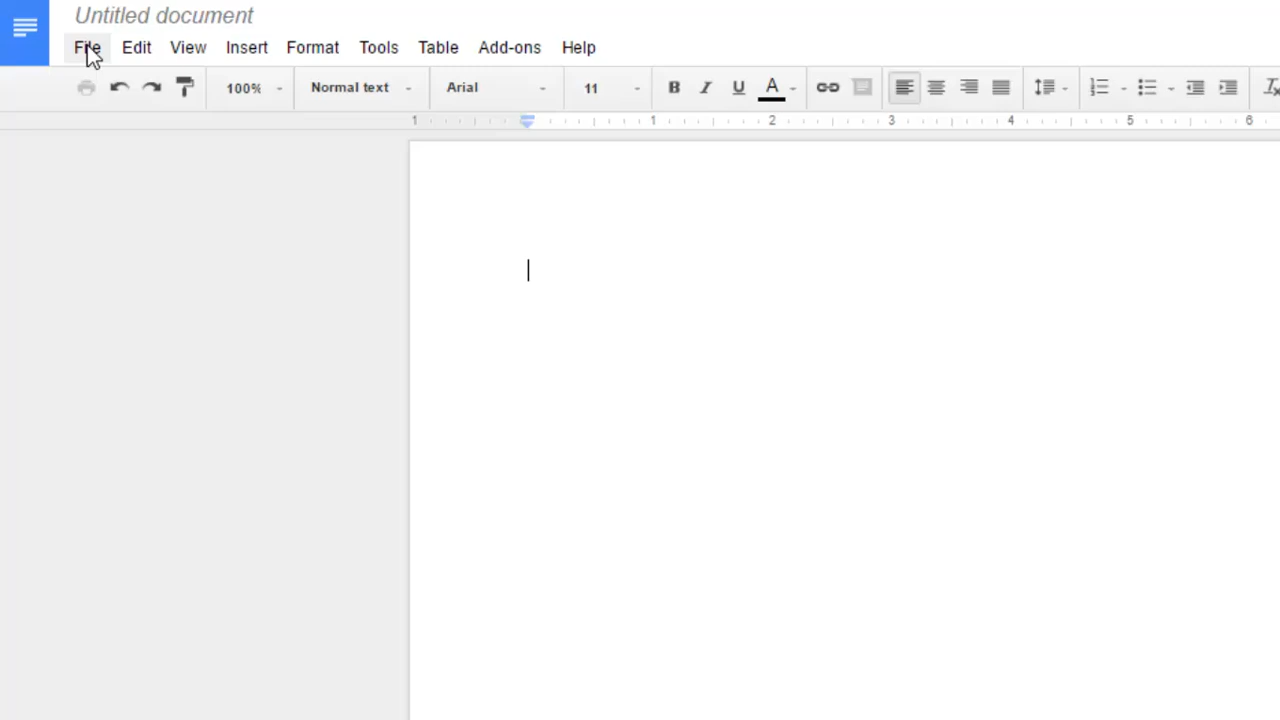 Untitled document
File Edit View Insert Format Tools Table Add-ons Help
100% Normal text Arial 11 B I U A
1 1 2 3 4 5 6